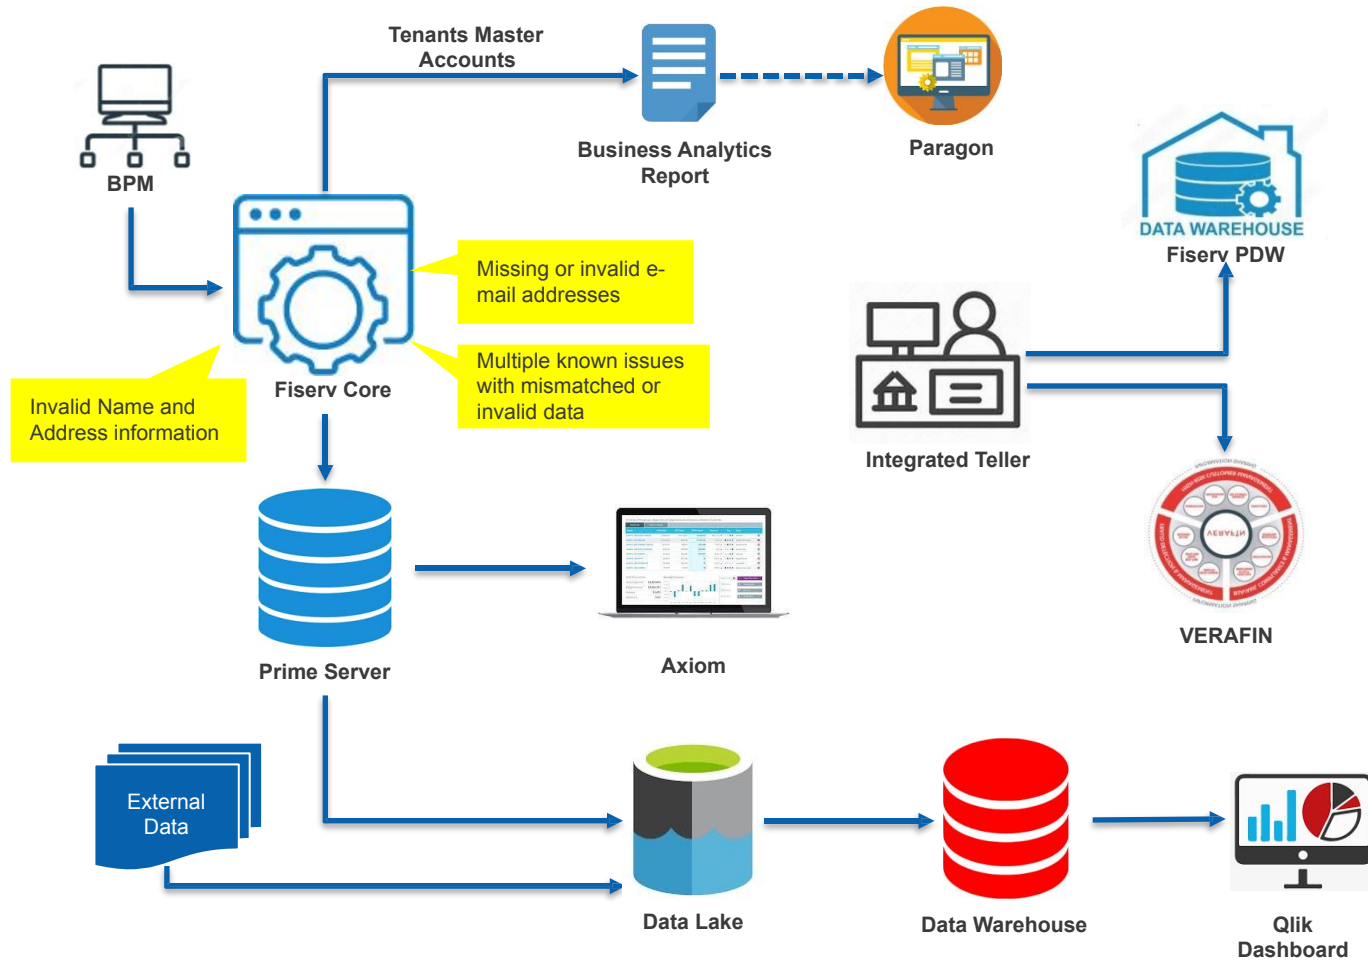 Tenants Master
Accounts
BPM
Business Analytics
Report
Paragon
DATA WAREHOUSE
Fiserv PDW
Missing or invalid e-
mail addresses
Multiple known issues
with mismatched or
invalid data
Fiserv Core
Invalid Name and
Address information
Integrated Teller
VERAFIN
VERAFIN
Prime Server
Axiom
External
Data
Data Lake
Data Warehouse
Qlik
Dashboard